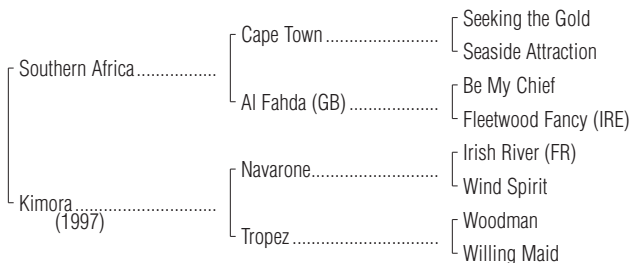 Seeking the Gold
Cape Town
Seaside Attraction
Southern Africa
Be My Chief
Al Fahda (GB)
Fleetwood Fancy (IRE)
Irish River (FR)
Navarone
Wind Spirit
Kimora
(1997)
Woodman
Tropez
Willing Maid